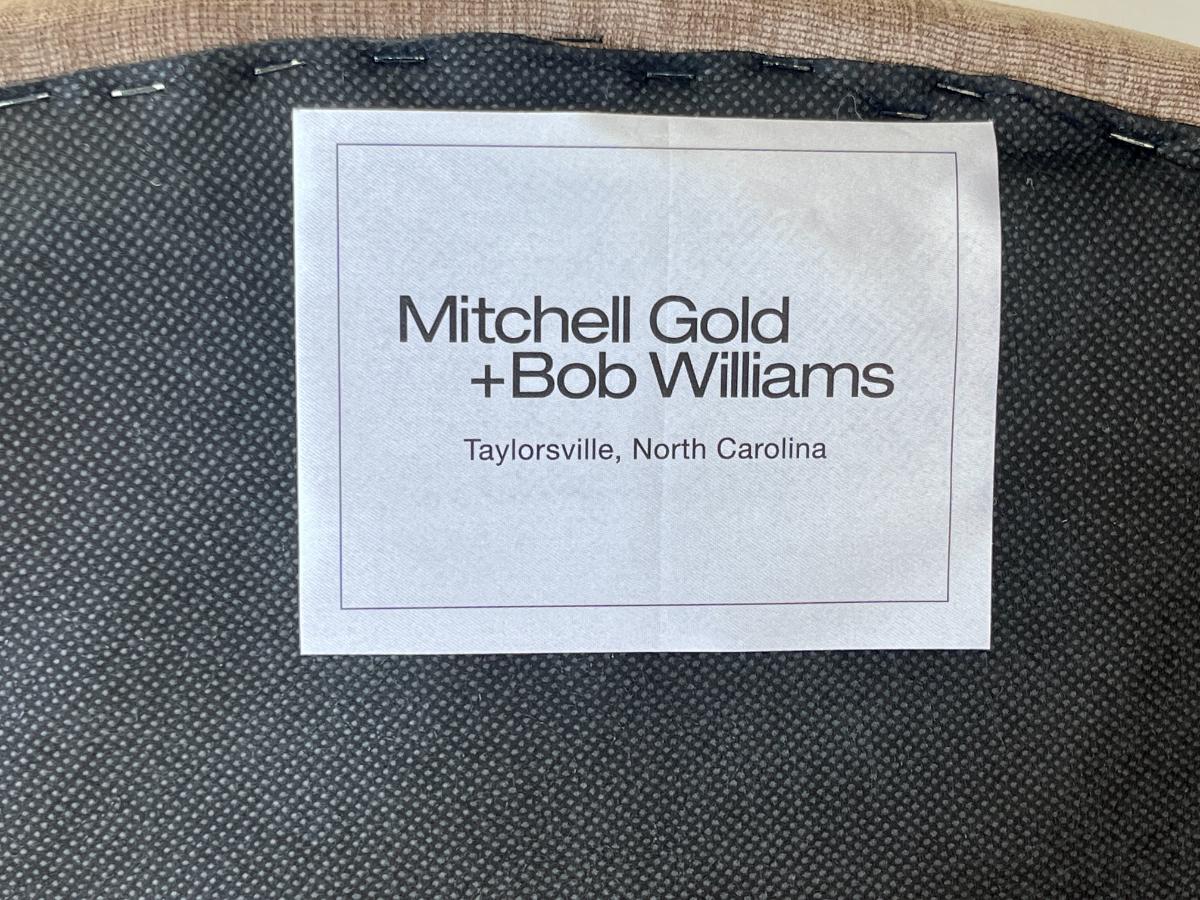 Mitchell Gold
+Bob Williams
Taylorsville, North Carolina